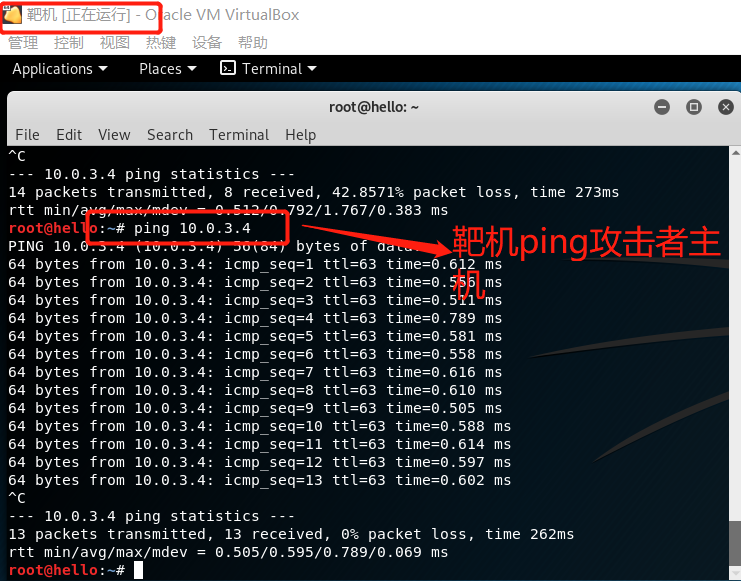 靶机 [正在运行] - Oracle VM VirtualBox
管理 控制 视图 热键 设备 帮助
Applications Places Terminal
root@hello: ~
File Edit View Search Terminal Help
^C
--- 10.0.3.4 ping statistics ---
14 packets transmitted, 8 received, 42.8571% packet loss, time 273ms
rtt min/avg/max/mdev = 0.512/0.792/1.767/0.383 ms
root@hello:~# ping 10.0.3.4
PING 10.0.3.4 (10.0.3.4) 56(84) bytes of data.
靶机ping攻击者主机
64 bytes from 10.0.3.4: icmp_seq=1 ttl=63 time=0.612 ms
64 bytes from 10.0.3.4: icmp_seq=2 ttl=63 time=0.556 ms
64 bytes from 10.0.3.4: icmp_seq=3 ttl=63 time=0.511 ms
64 bytes from 10.0.3.4: icmp_seq=4 ttl=63 time=0.789 ms
64 bytes from 10.0.3.4: icmp_seq=5 ttl=63 time=0.581 ms
64 bytes from 10.0.3.4: icmp_seq=6 ttl=63 time=0.558 ms
64 bytes from 10.0.3.4: icmp_seq=7 ttl=63 time=0.616 ms
64 bytes from 10.0.3.4: icmp_seq=8 ttl=63 time=0.610 ms
64 bytes from 10.0.3.4: icmp_seq=9 ttl=63 time=0.505 ms
64 bytes from 10.0.3.4: icmp_seq=10 ttl=63 time=0.588 ms
64 bytes from 10.0.3.4: icmp_seq=11 ttl=63 time=0.614 ms
64 bytes from 10.0.3.4: icmp_seq=12 ttl=63 time=0.597 ms
64 bytes from 10.0.3.4: icmp_seq=13 ttl=63 time=0.602 ms
^C
--- 10.0.3.4 ping statistics ---
13 packets transmitted, 13 received, 0% packet loss, time 262ms
rtt min/avg/max/mdev = 0.505/0.595/0.789/0.069 ms
root@hello:~#